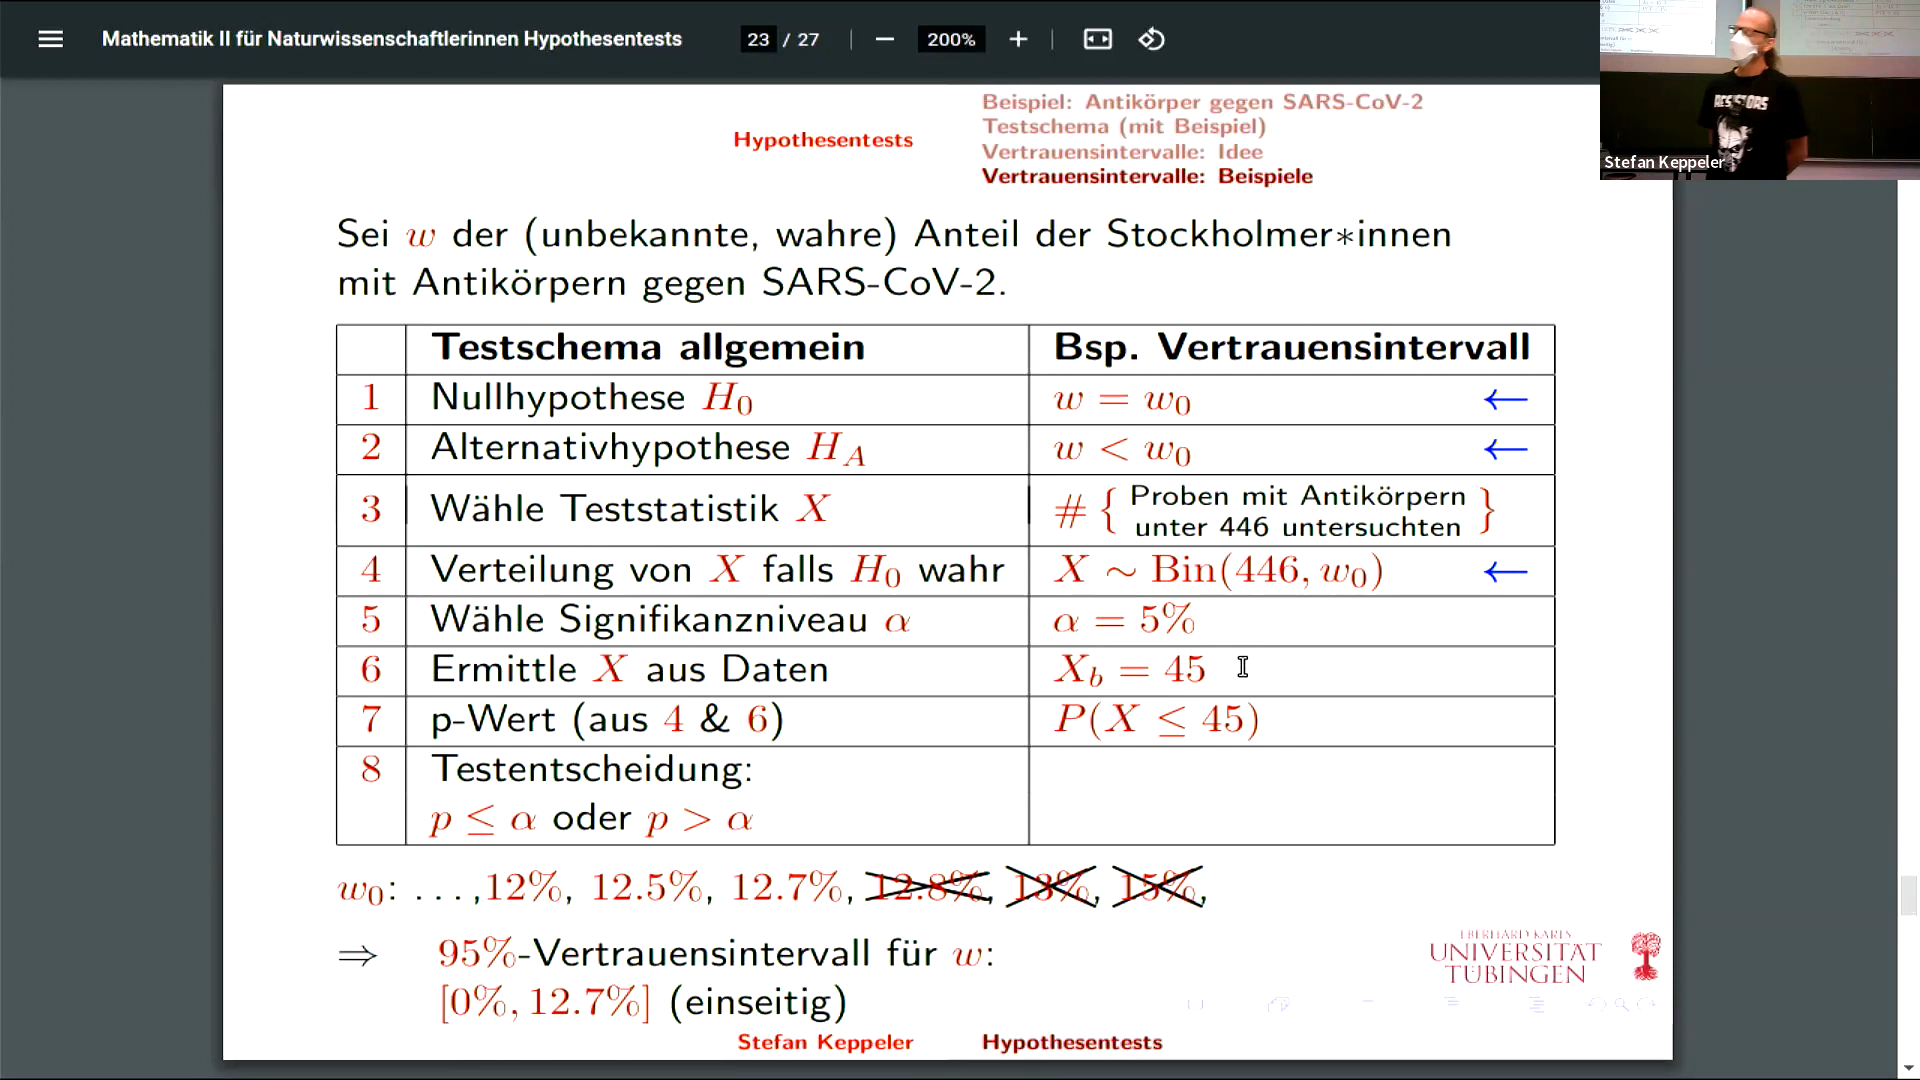 Mathematik II für Naturwissenschaftlerinnen Hypothesentests
23 / 27
200%
Stefan Keppeler
Hypothesentests
Beispiel: Antikörper gegen SARS-CoV-2
Testschema (mit Beispiel)
Vertrauensintervalle: Idee
Vertrauensintervalle: Beispiele
Sei w der (unbekannte, wahre) Anteil der Stockholmer*innen
mit Antikörpern gegen SARS-CoV-2.
Testschema allgemein Bsp. Vertrauensintervall
1 Nullhypothese H₀ w = w₀ ←
2 Alternativhypothese H_A w < w₀ ←
3 Wähle Teststatistik X # { Proben mit Antikörpern unter 446 untersuchten }
4 Verteilung von X falls H₀ wahr X ∼ Bin(446, w₀) ←
5 Wähle Signifikanzniveau α α = 5%
6 Ermittle X aus Daten X_b = 45
7 p-Wert (aus 4 & 6) P(X ≤ 45)
8 Testentscheidung:
p ≤ α oder p > α
w₀: ...,12%, 12.5%, 12.7%, 12.8%, 13%, 15%,
⇒ 95%-Vertrauensintervall für w:
[0%, 12.7%] (einseitig)
EBERHARD KARLS
UNIVERSITÄT
TÜBINGEN
Stefan Keppeler Hypothesentests